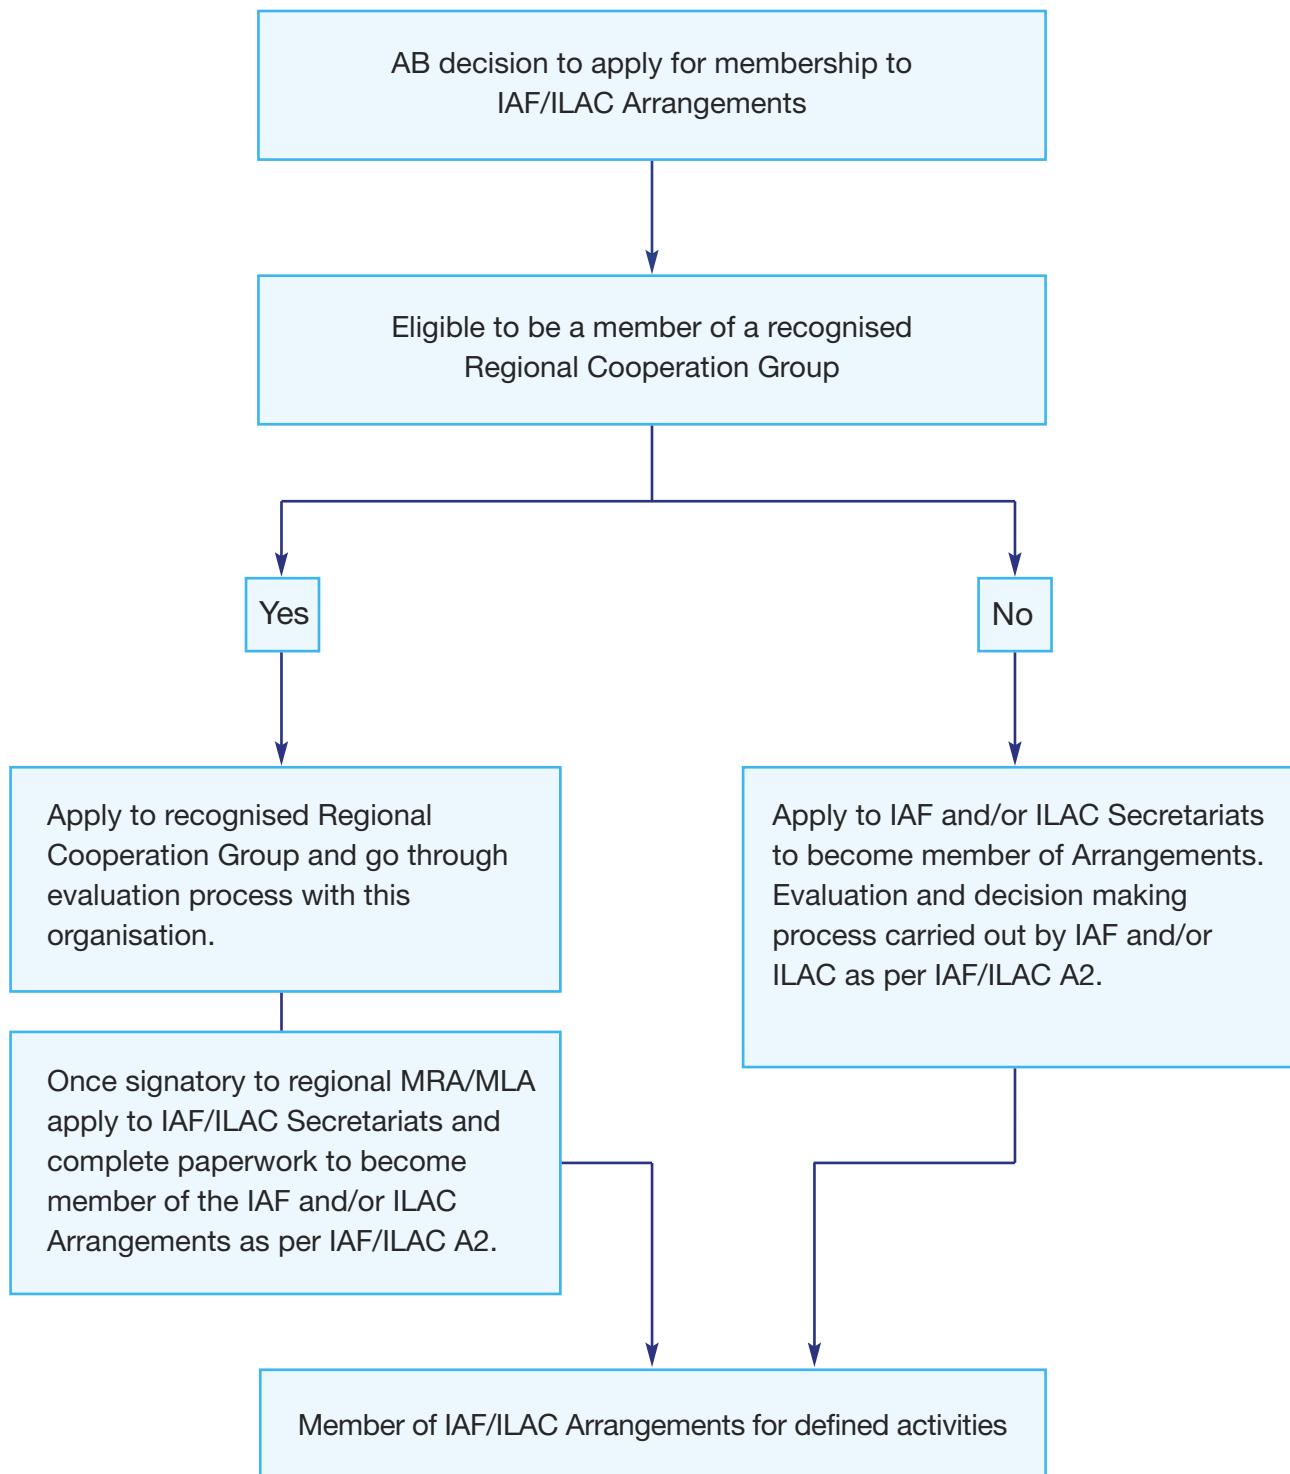 AB decision to apply for membership to
IAF/ILAC Arrangements
Eligible to be a member of a recognised
Regional Cooperation Group
Yes
No
Apply to recognised Regional
Cooperation Group and go through
evaluation process with this
organisation.
Apply to IAF and/or ILAC Secretariats
to become member of Arrangements.
Evaluation and decision making
process carried out by IAF and/or
ILAC as per IAF/ILAC A2.
Once signatory to regional MRA/MLA
apply to IAF/ILAC Secretariats and
complete paperwork to become
member of the IAF and/or ILAC
Arrangements as per IAF/ILAC A2.
Member of IAF/ILAC Arrangements for defined activities